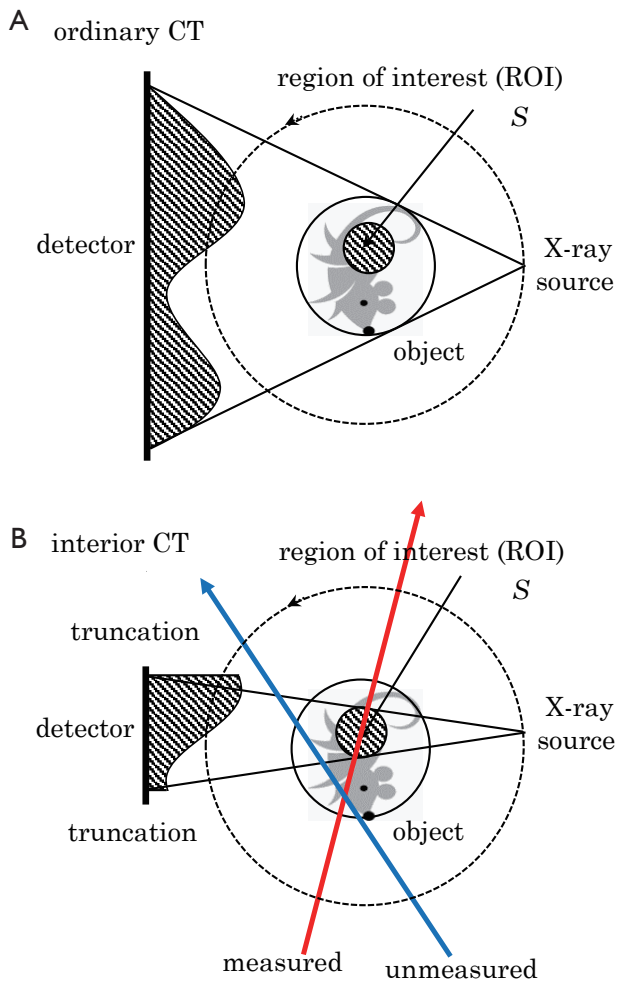 A
ordinary CT
region of interest (ROI)
S
detector
X-ray
source
object
B
interior CT
region of interest (ROI)
S
truncation
detector
X-ray
source
truncation
object
measured
unmeasured